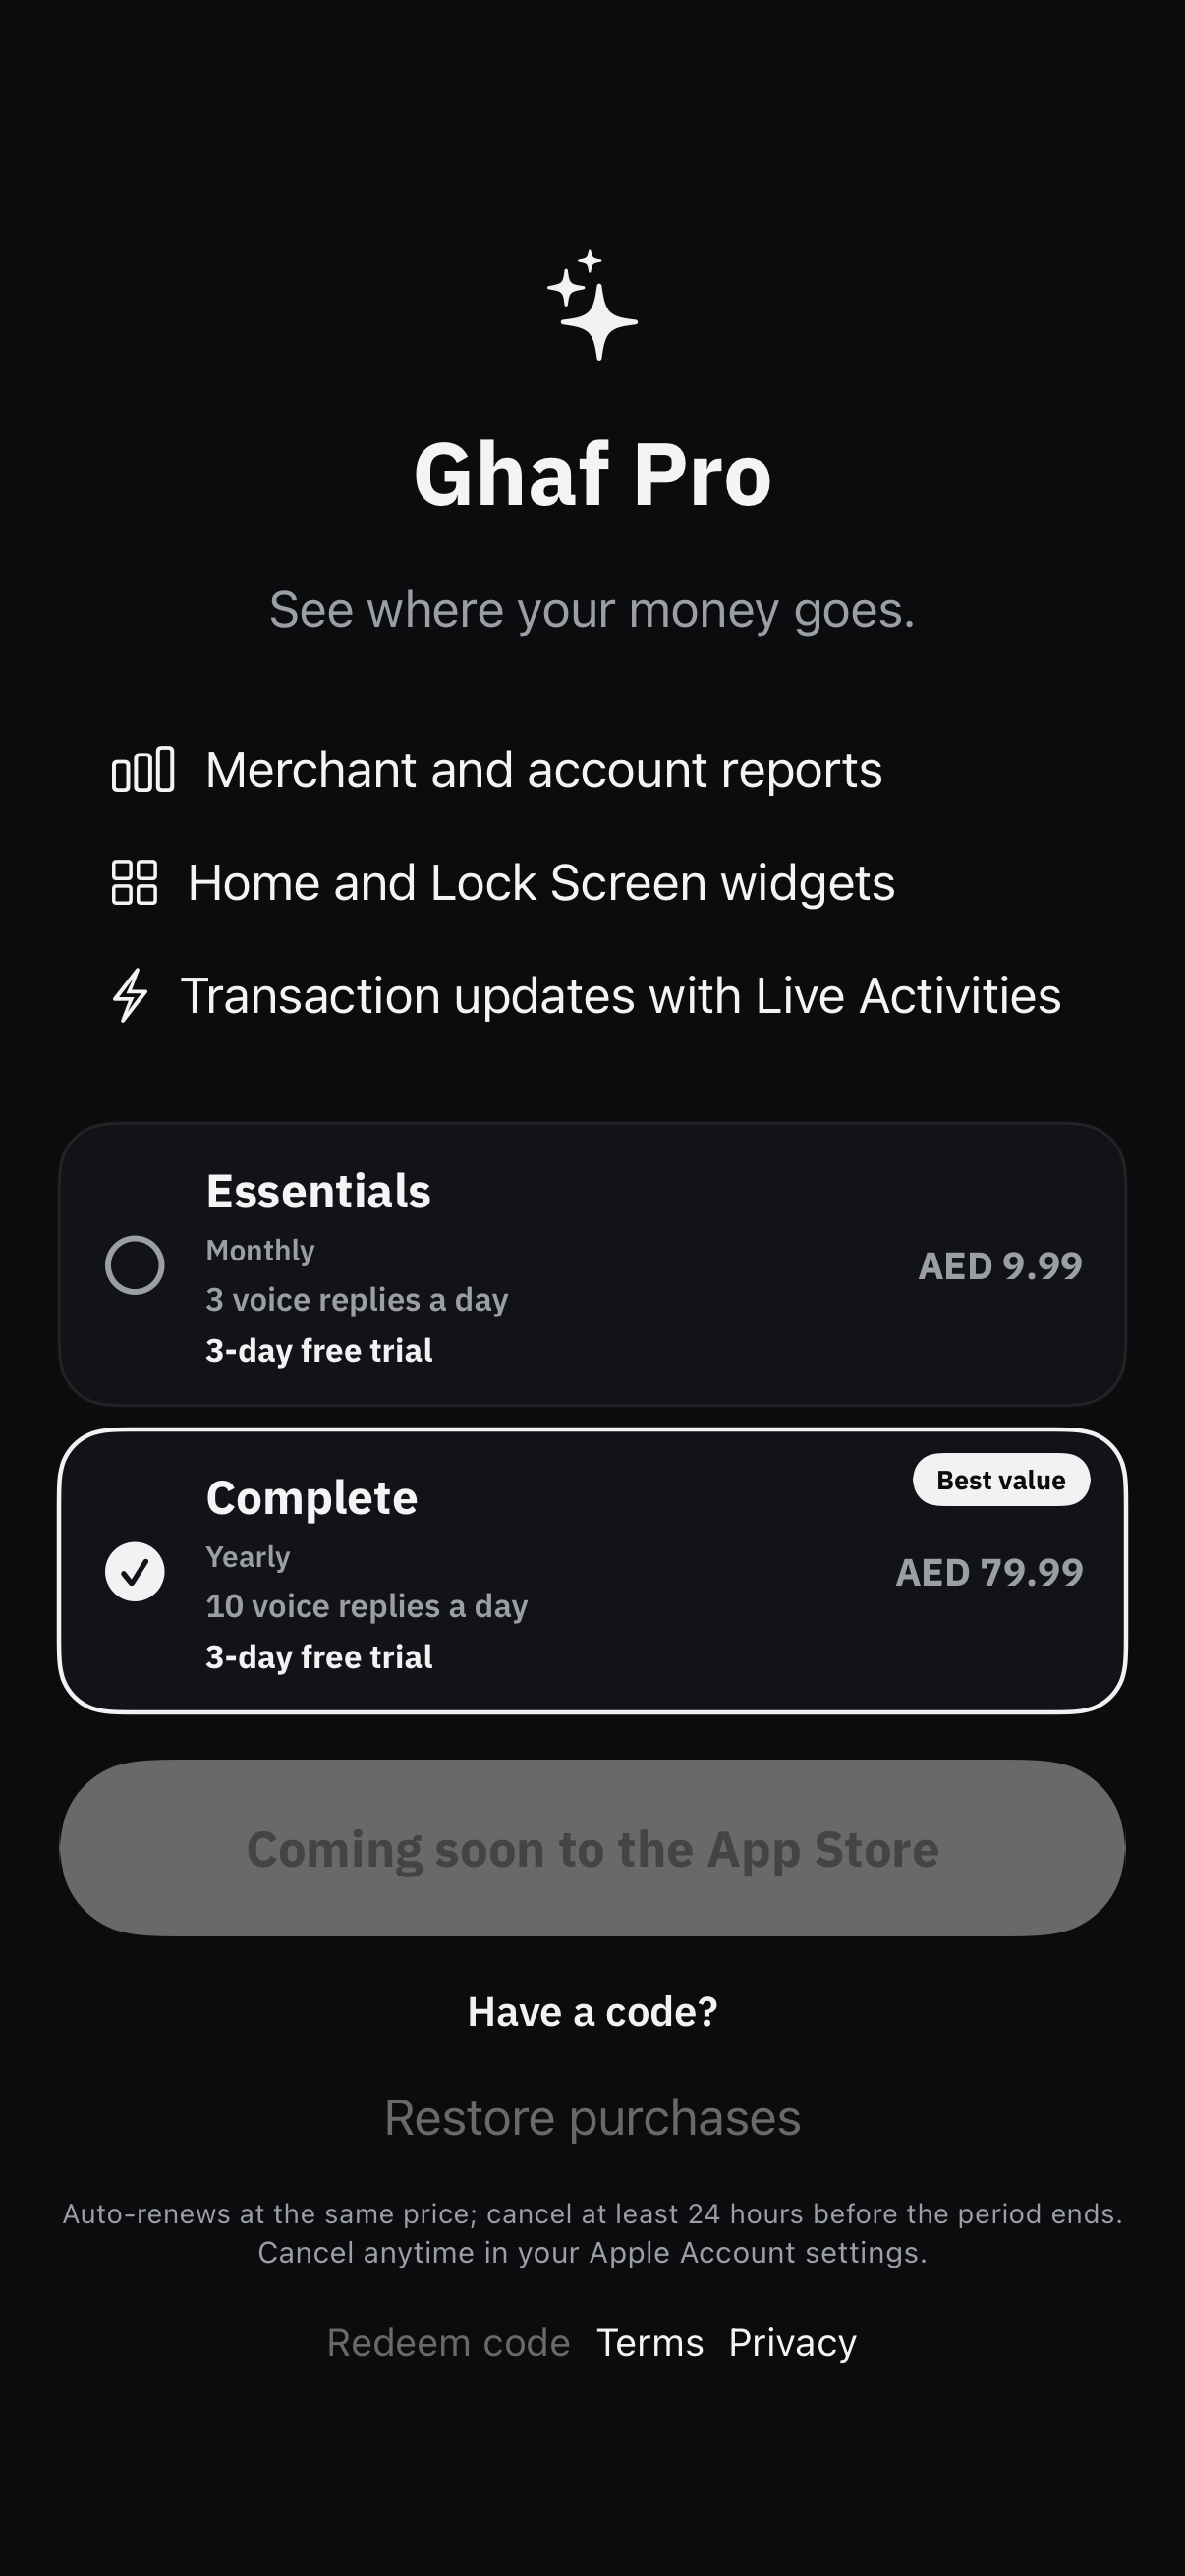 Ghaf Pro
See where your money goes.
Merchant and account reports
Home and Lock Screen widgets
Transaction updates with Live Activities
Essentials
Monthly
3 voice replies a day
3-day free trial
AED 9.99
Best value
Complete
Yearly
10 voice replies a day
3-day free trial
AED 79.99
Coming soon to the App Store
Have a code?
Restore purchases
Auto-renews at the same price; cancel at least 24 hours before the period ends.
Cancel anytime in your Apple Account settings.
Redeem code Terms Privacy